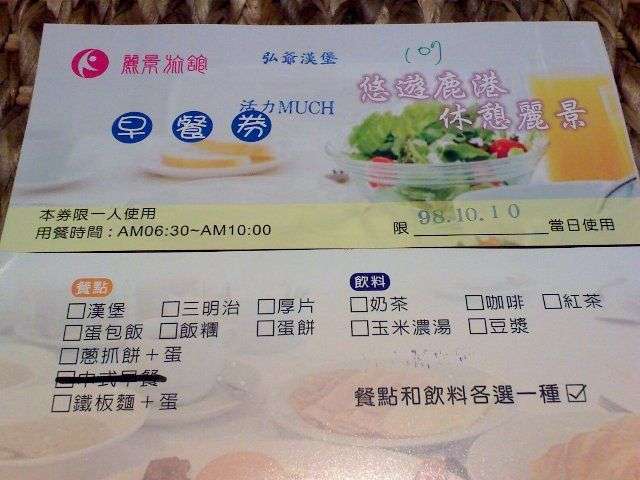 麗景旅館
弘爺漢堡
107
活力MUCH
早餐券
悠遊鹿港
休憩麗景
本券限一人使用
用餐時間：AM06:30~AM10:00
限 98.10.10 當日使用
餐點
□漢堡 □三明治 □厚片
□蛋包飯 □飯糰 □蛋餅
□蔥抓餅＋蛋
□中式早餐
□鐵板麵＋蛋
飲料
□奶茶 □咖啡 □紅茶
□玉米濃湯 □豆漿
餐點和飲料各選一種☑